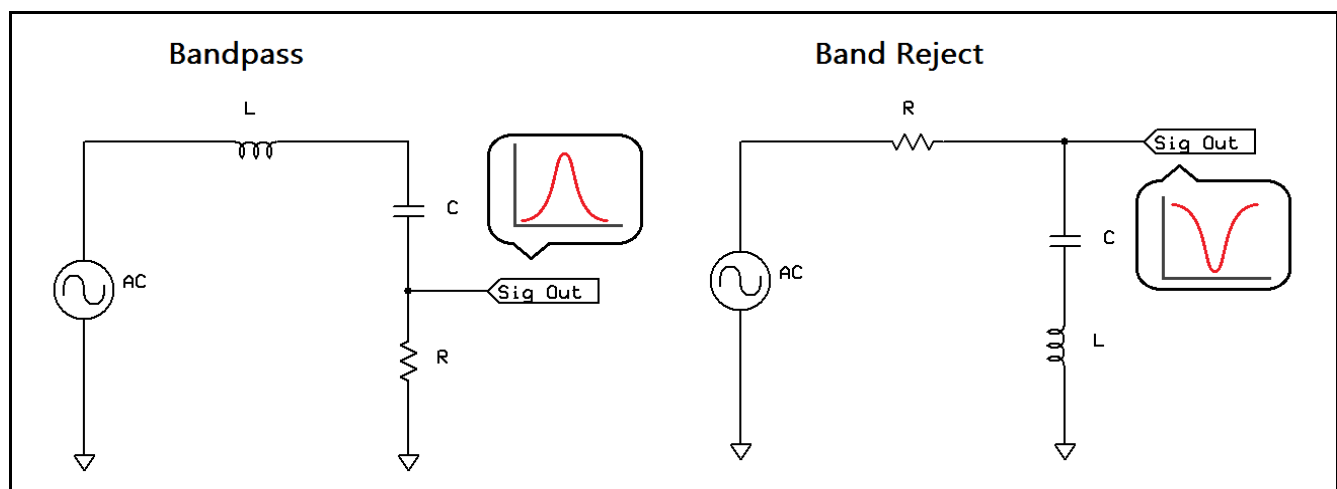 Bandpass
L
C
AC
Sig Out
R
Band Reject
R
Sig Out
C
AC
L